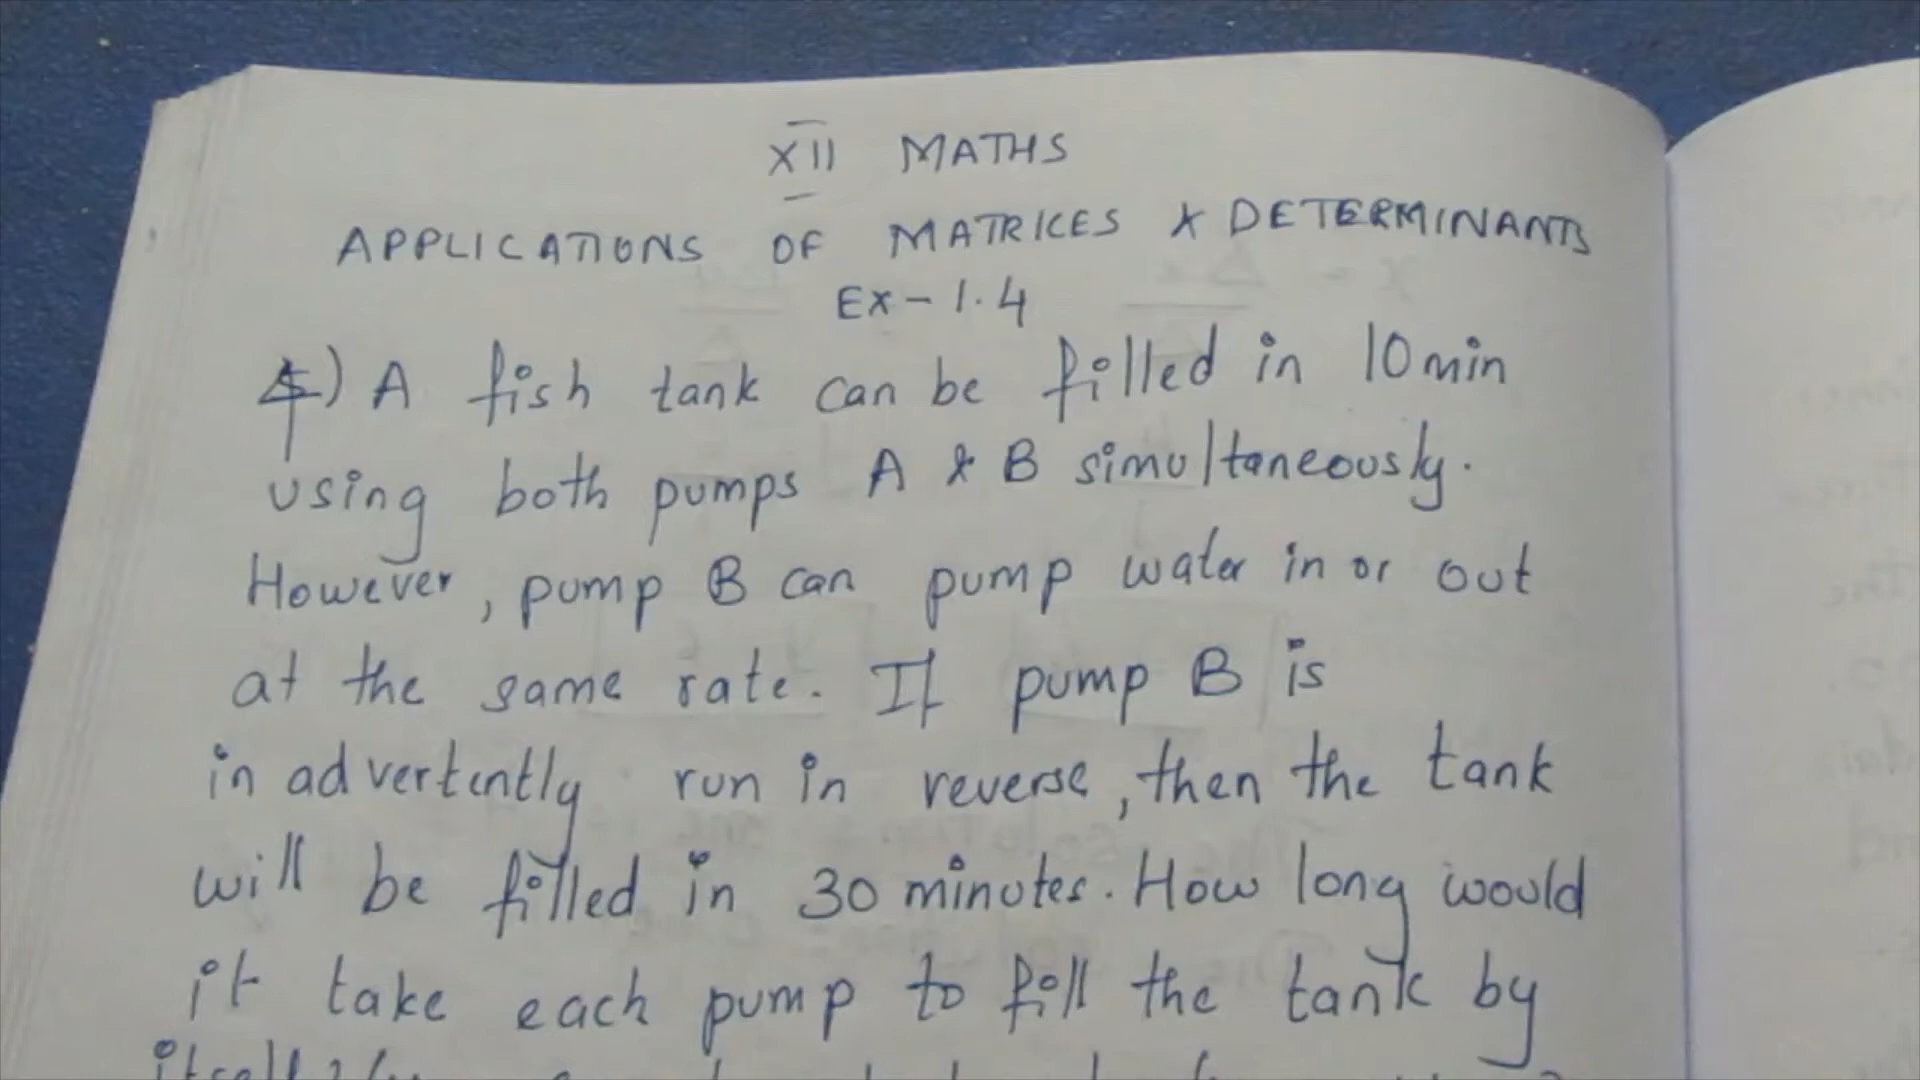 XII MATHS
APPLICATIONS OF MATRICES & DETERMINANTS
Ex - 1.4
4) A fish tank can be filled in 10 min
using both pumps A & B simultaneously.
However, pump B can pump water in or out
at the same rate. If pump B is
in advertently run in reverse, then the tank
will be filled in 30 minutes. How long would
it take each pump to fill the tank by